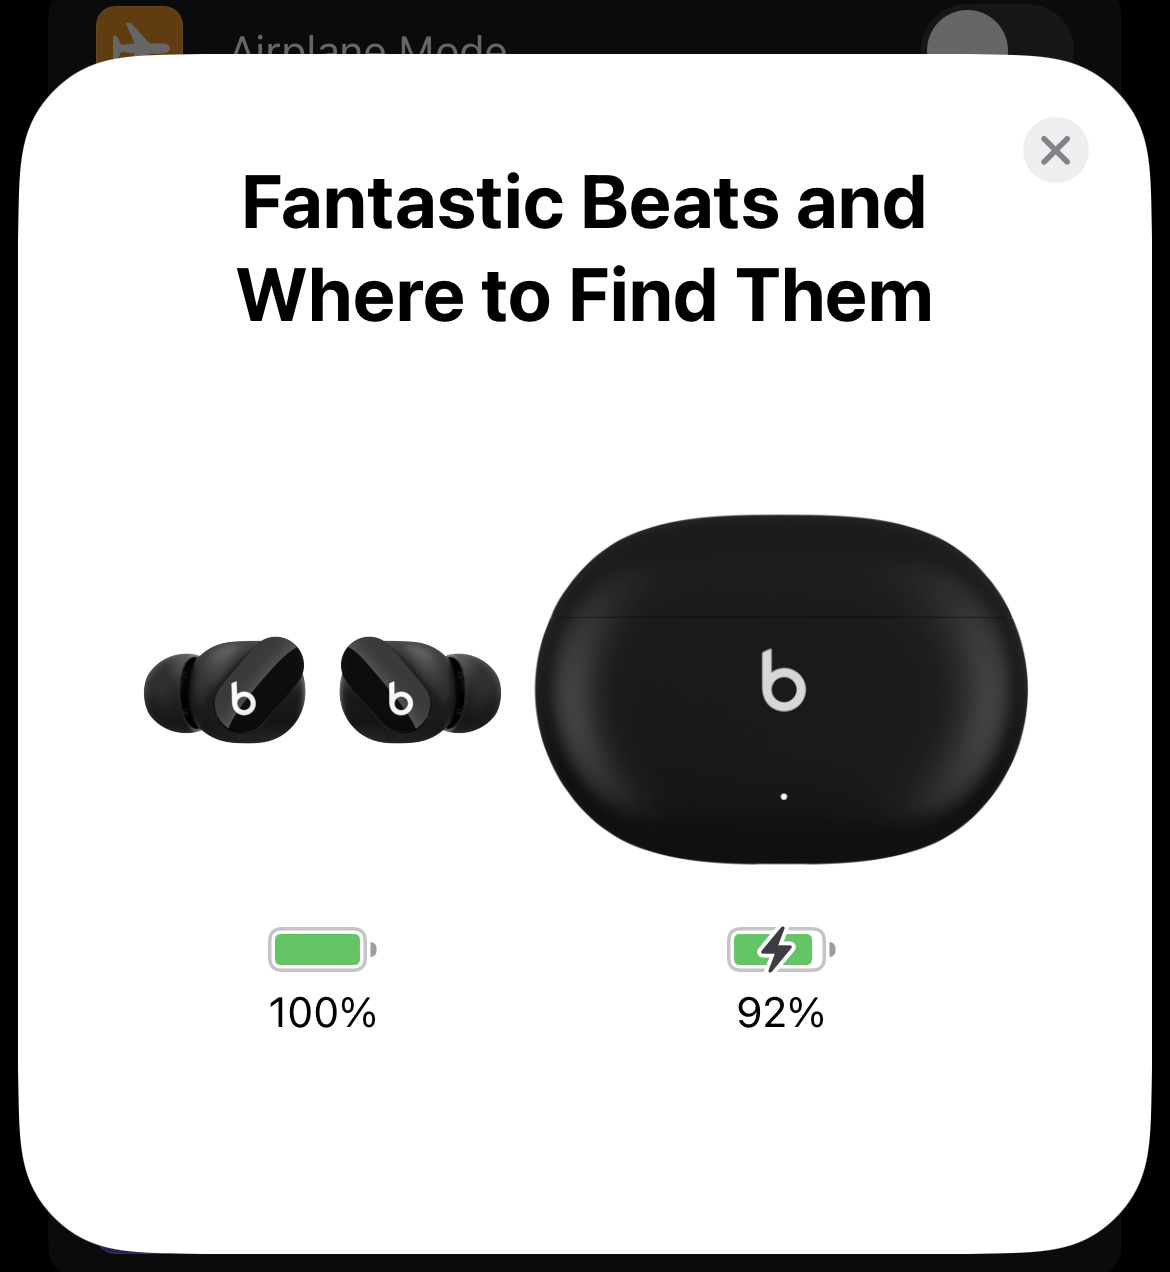 Airplane Mode
Fantastic Beats and
Where to Find Them
b
b
b
100%
92%